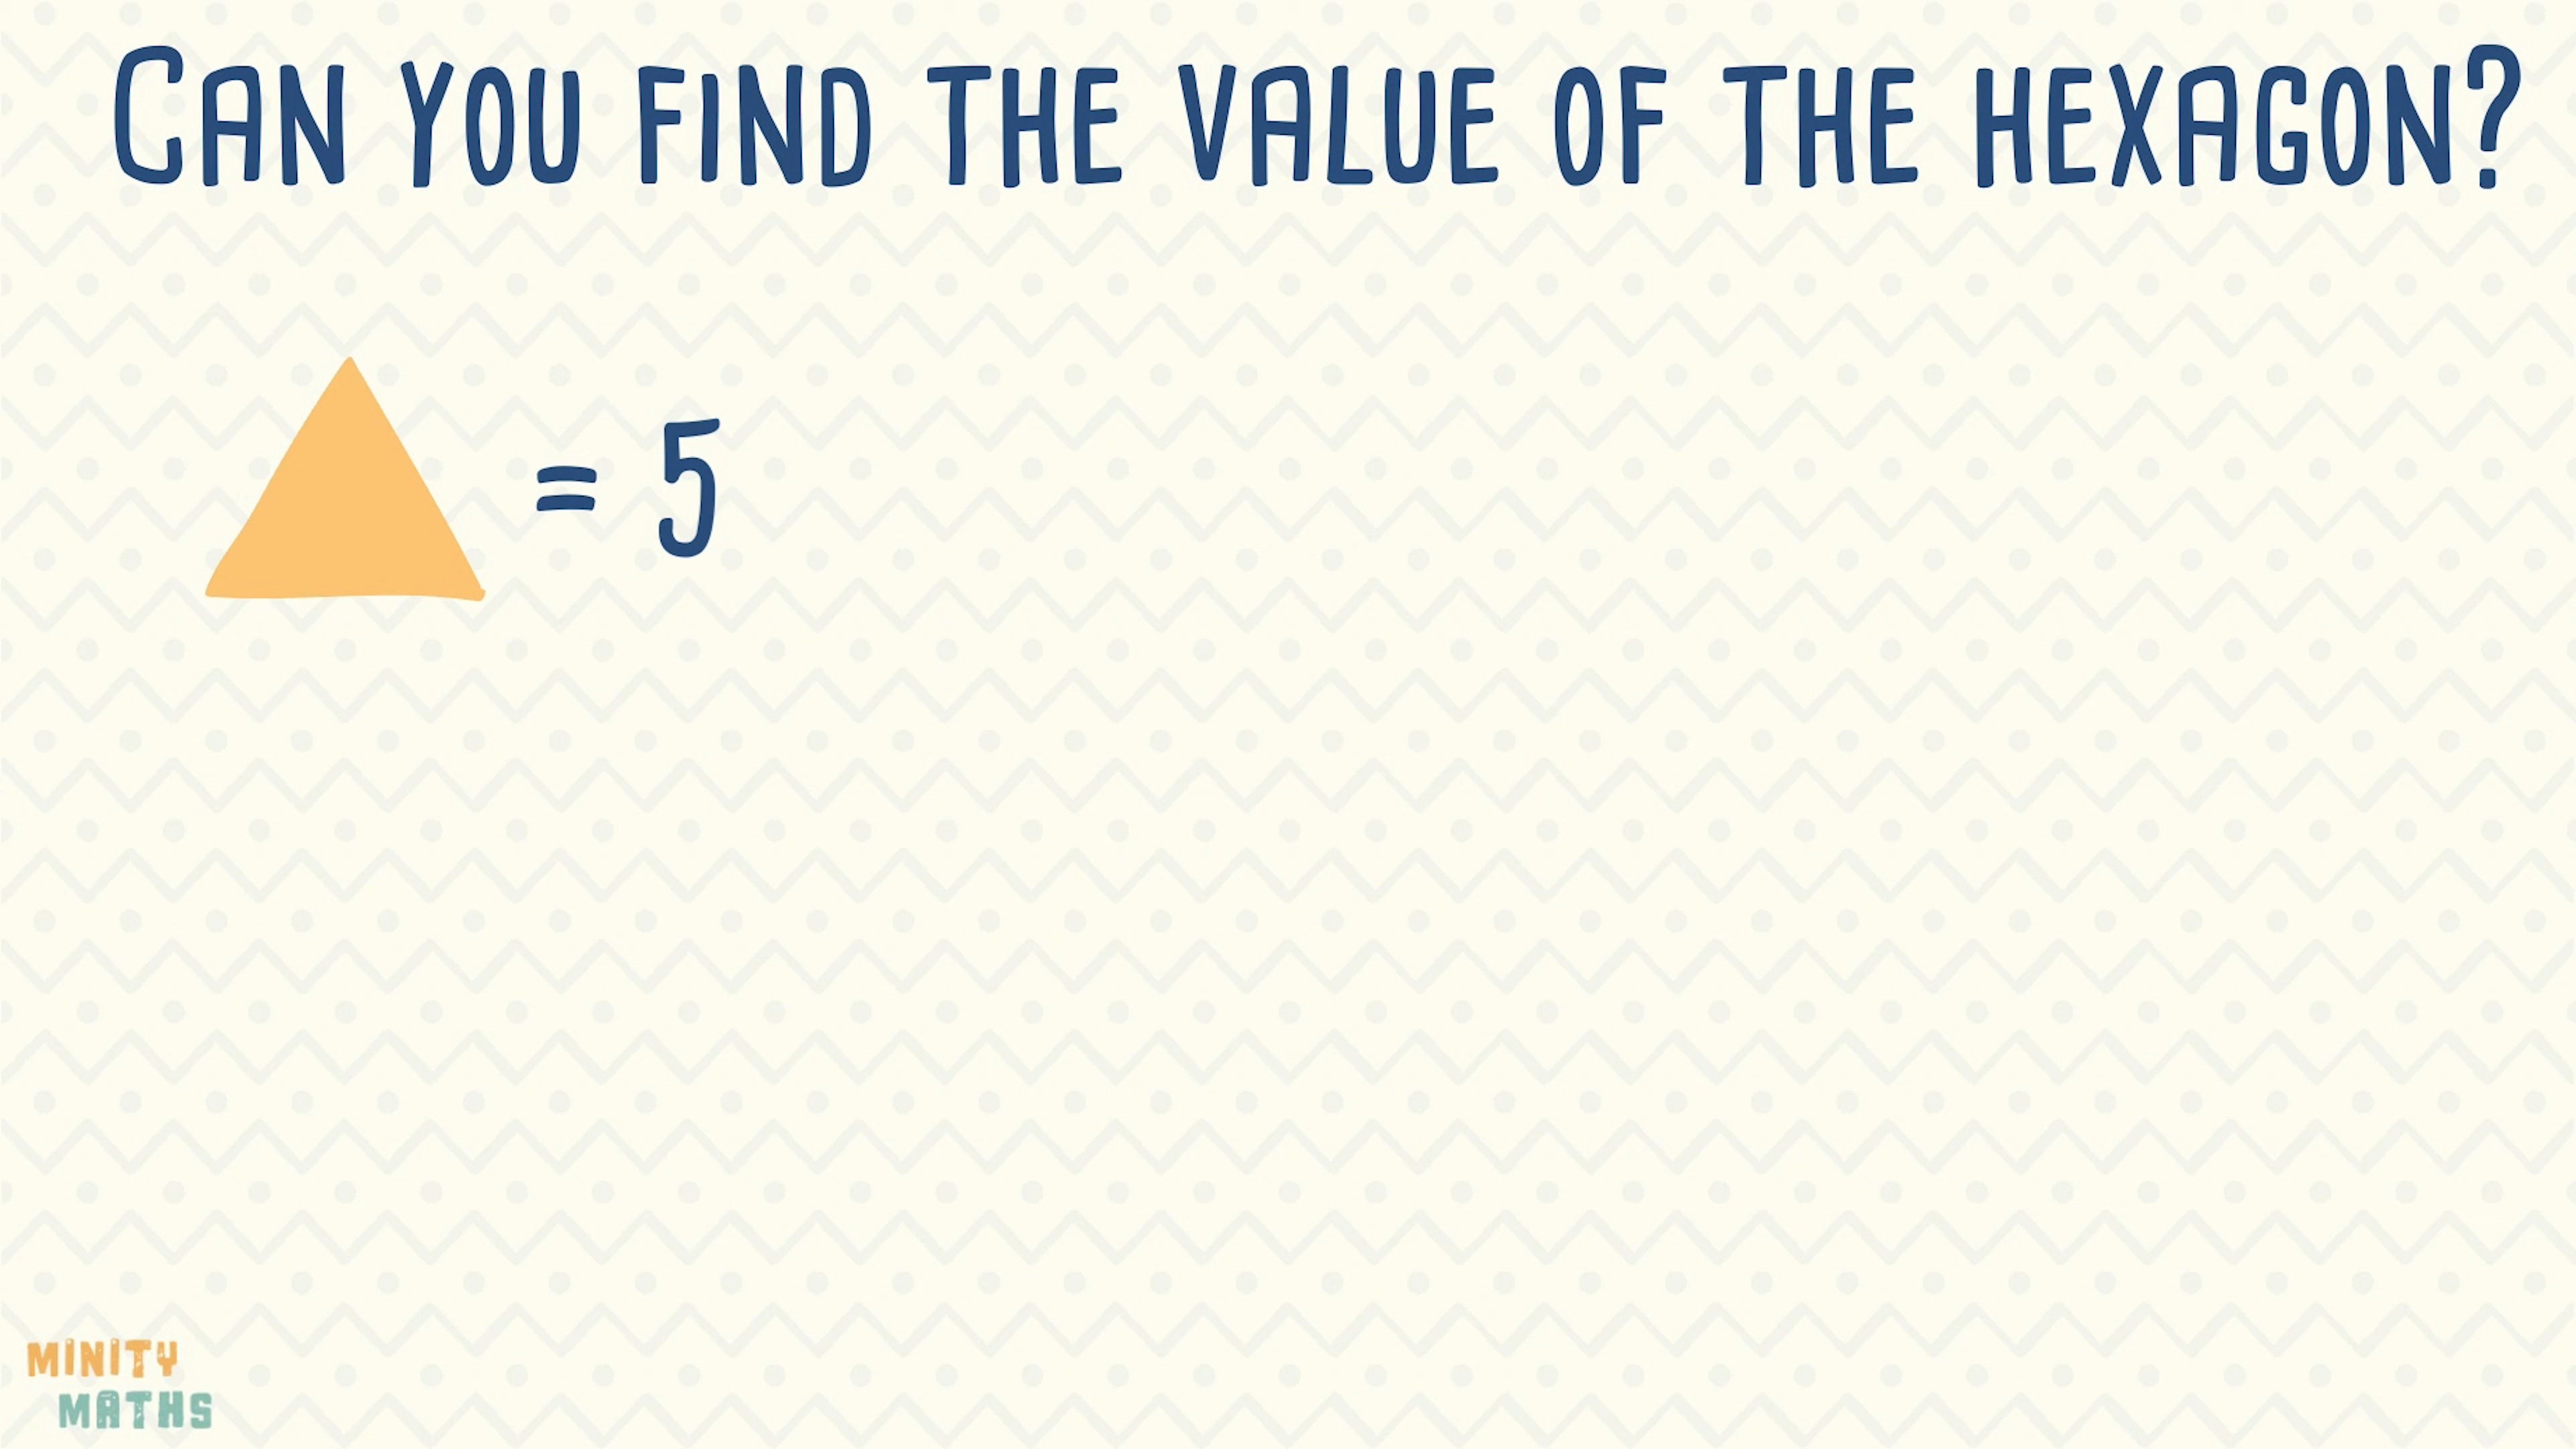 CAN YOU FIND THE VALUE OF THE HEXAGON?
= 5
MINITY
MATHS